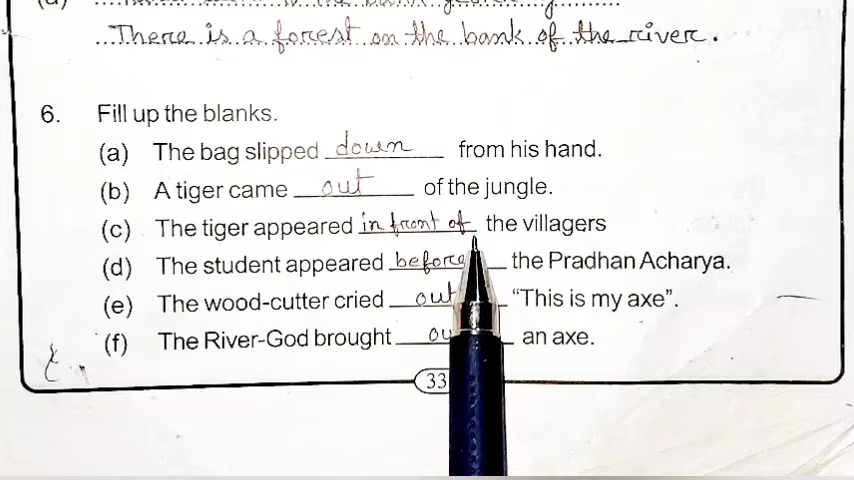 There is a forest on the bank of the river.
6. Fill up the blanks.
(a) The bag slipped down from his hand.
(b) A tiger came out of the jungle.
(c) The tiger appeared in front of the villagers
(d) The student appeared before the Pradhan Acharya.
(e) The wood-cutter cried out "This is my axe".
(f) The River-God brought an axe.
33